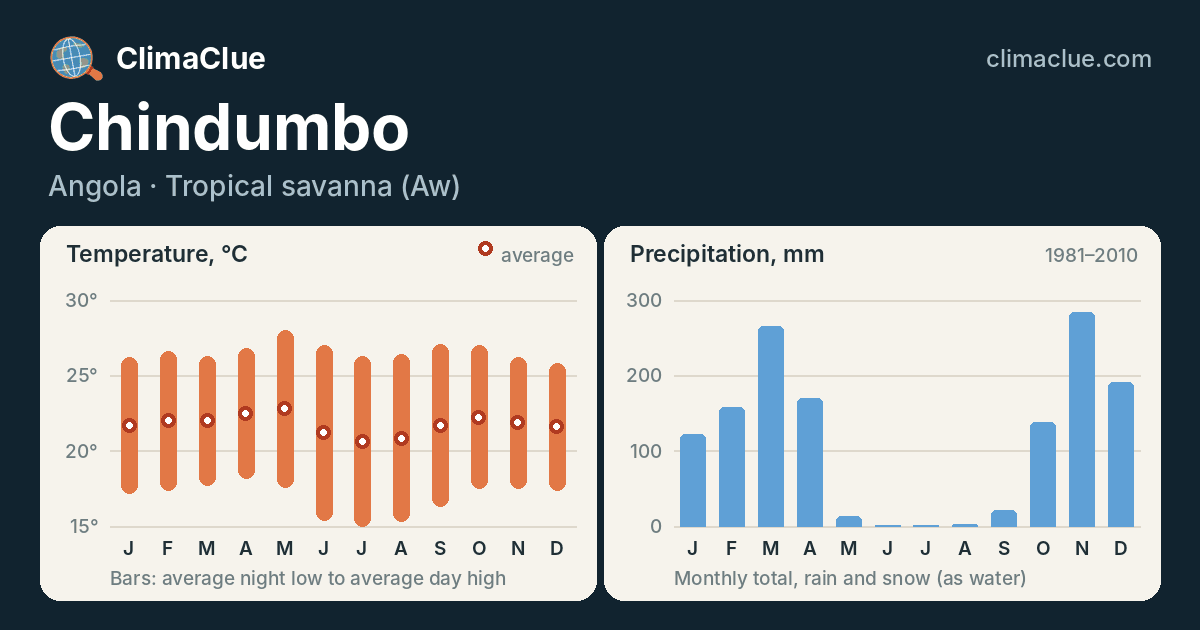 ClimaClue
climaclue.com
Chindumbo
Angola · Tropical savanna (Aw)
Temperature, °C
average
30°
25°
20°
15°
J F M A M J J A S O N D
Bars: average night low to average day high
Precipitation, mm
1981–2010
300
200
100
0
J F M A M J J A S O N D
Monthly total, rain and snow (as water)